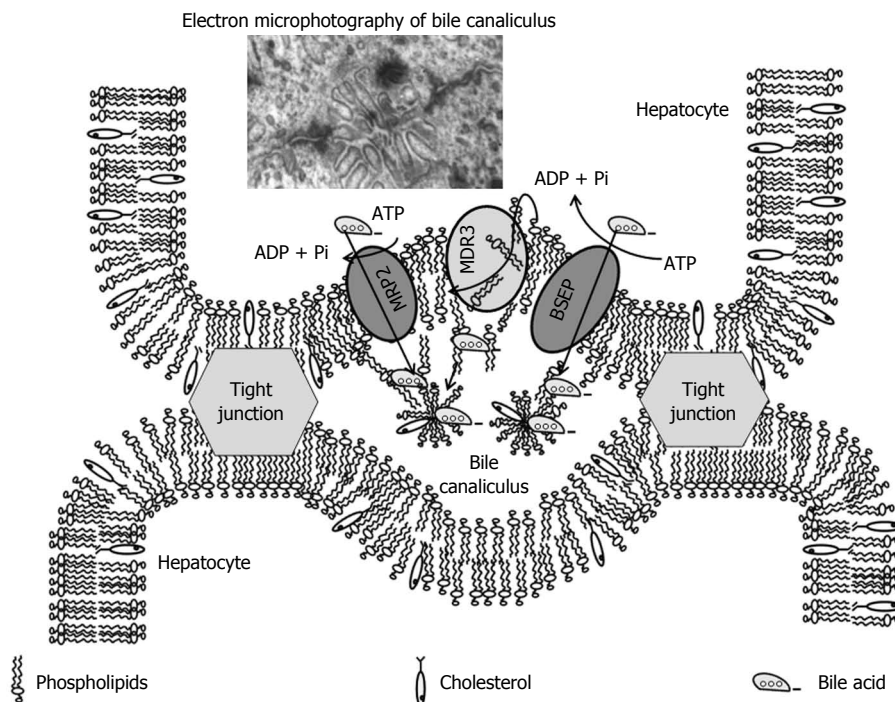 Electron microphotography of bile canaliculus
Hepatocyte
ADP + Pi
ATP
ADP + Pi
MRP2
MDR3
BSEP
ATP
Tight
junction
Tight
junction
Bile
canaliculus
Hepatocyte
Phospholipids
Cholesterol
Bile acid